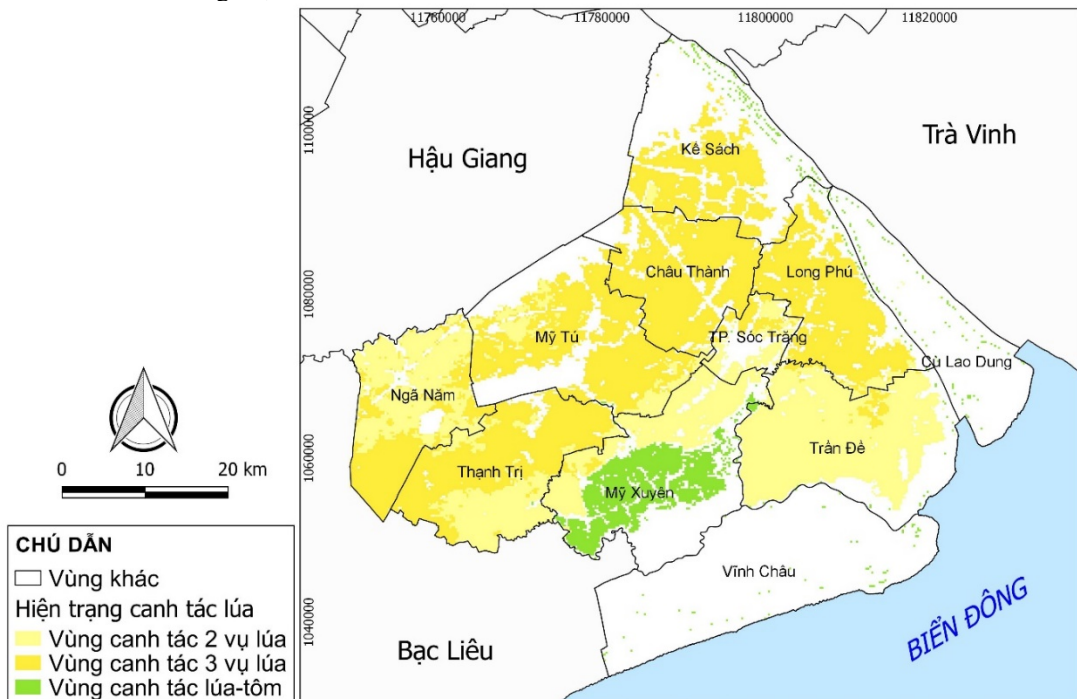 11760000 11780000 11800000 11820000
1100000
1080000
1060000
1040000
Hậu Giang
Trà Vinh
Kế Sách
Châu Thành
Long Phú
Mỹ Tú
TP. Sóc Trăng
Cù Lao Dung
Ngã Năm
Trần Đề
Thạnh Trị
Mỹ Xuyên
Vĩnh Châu
Bạc Liêu
BIỂN ĐÔNG
0 10 20 km
CHÚ DẪN
Vùng khác
Hiện trạng canh tác lúa
Vùng canh tác 2 vụ lúa
Vùng canh tác 3 vụ lúa
Vùng canh tác lúa-tôm